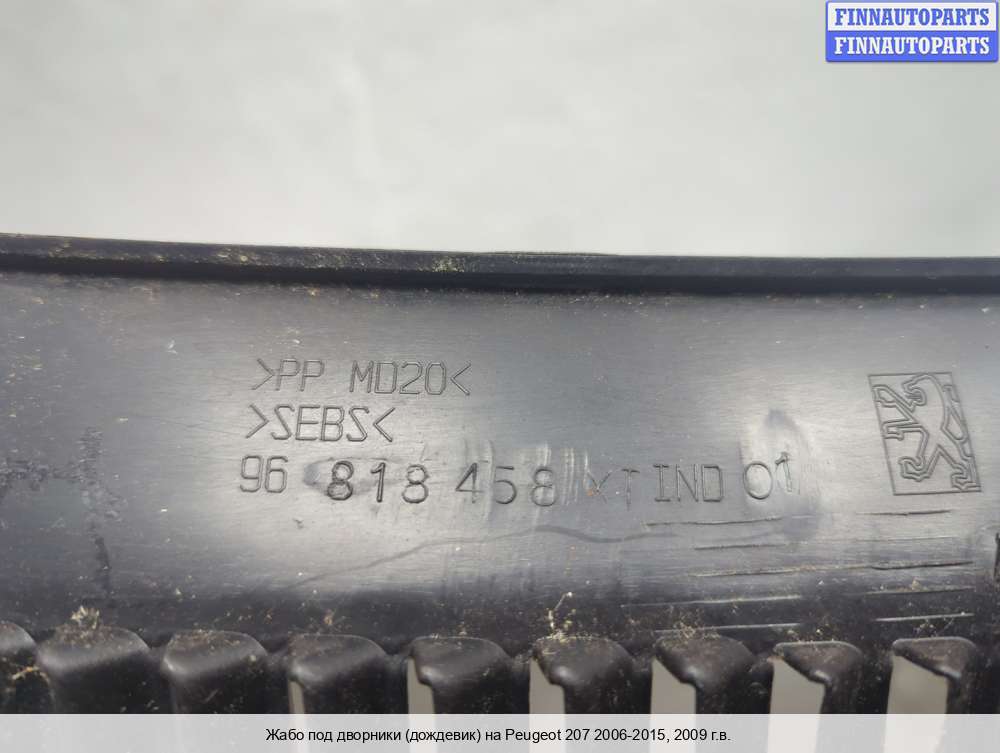 FINNAUTOPARTS
FINNAUTOPARTS
>PP MD20<
>SEBS<
96 818 458 XT IND 01
Жабо под дворники (дождевик) на Peugeot 207 2006-2015, 2009 г.в.